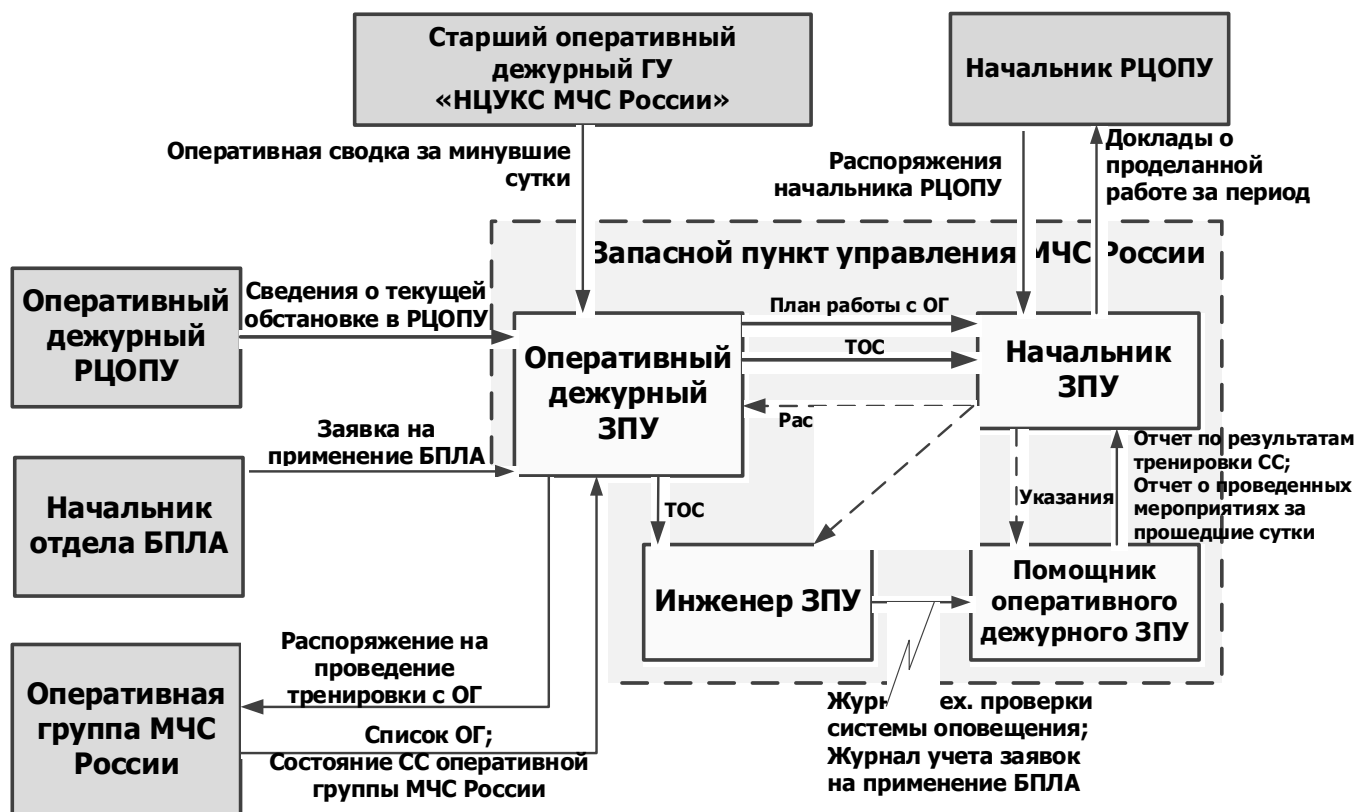 Старший оперативный
дежурный ГУ
«НЦУКС МЧС России»
Начальник РЦОПУ
Оперативная сводка за минувшие
сутки
Распоряжения
начальника РЦОПУ
Доклады о
проделанной
работе за период
Запасной пункт управления МЧС России
Оперативный
дежурный
РЦОПУ
Сведения о текущей
обстановке в РЦОПУ
Оперативный
дежурный
ЗПУ
План работы с ОГ
ТОС
Рас
Начальник
ЗПУ
Заявка на
применение БПЛА
Начальник
отдела БПЛА
ТОС
Указания
Отчет по результатам
тренировки СС;
Отчет о проведенных
мероприятиях за
прошедшие сутки
Инженер ЗПУ
Помощник
оперативного
дежурного ЗПУ
Распоряжение на
проведение
тренировки с ОГ
Оперативная
группа МЧС
России
Список ОГ;
Состояние СС оперативной
группы МЧС России
Журн ех. проверки
системы оповещения;
Журнал учета заявок
на применение БПЛА